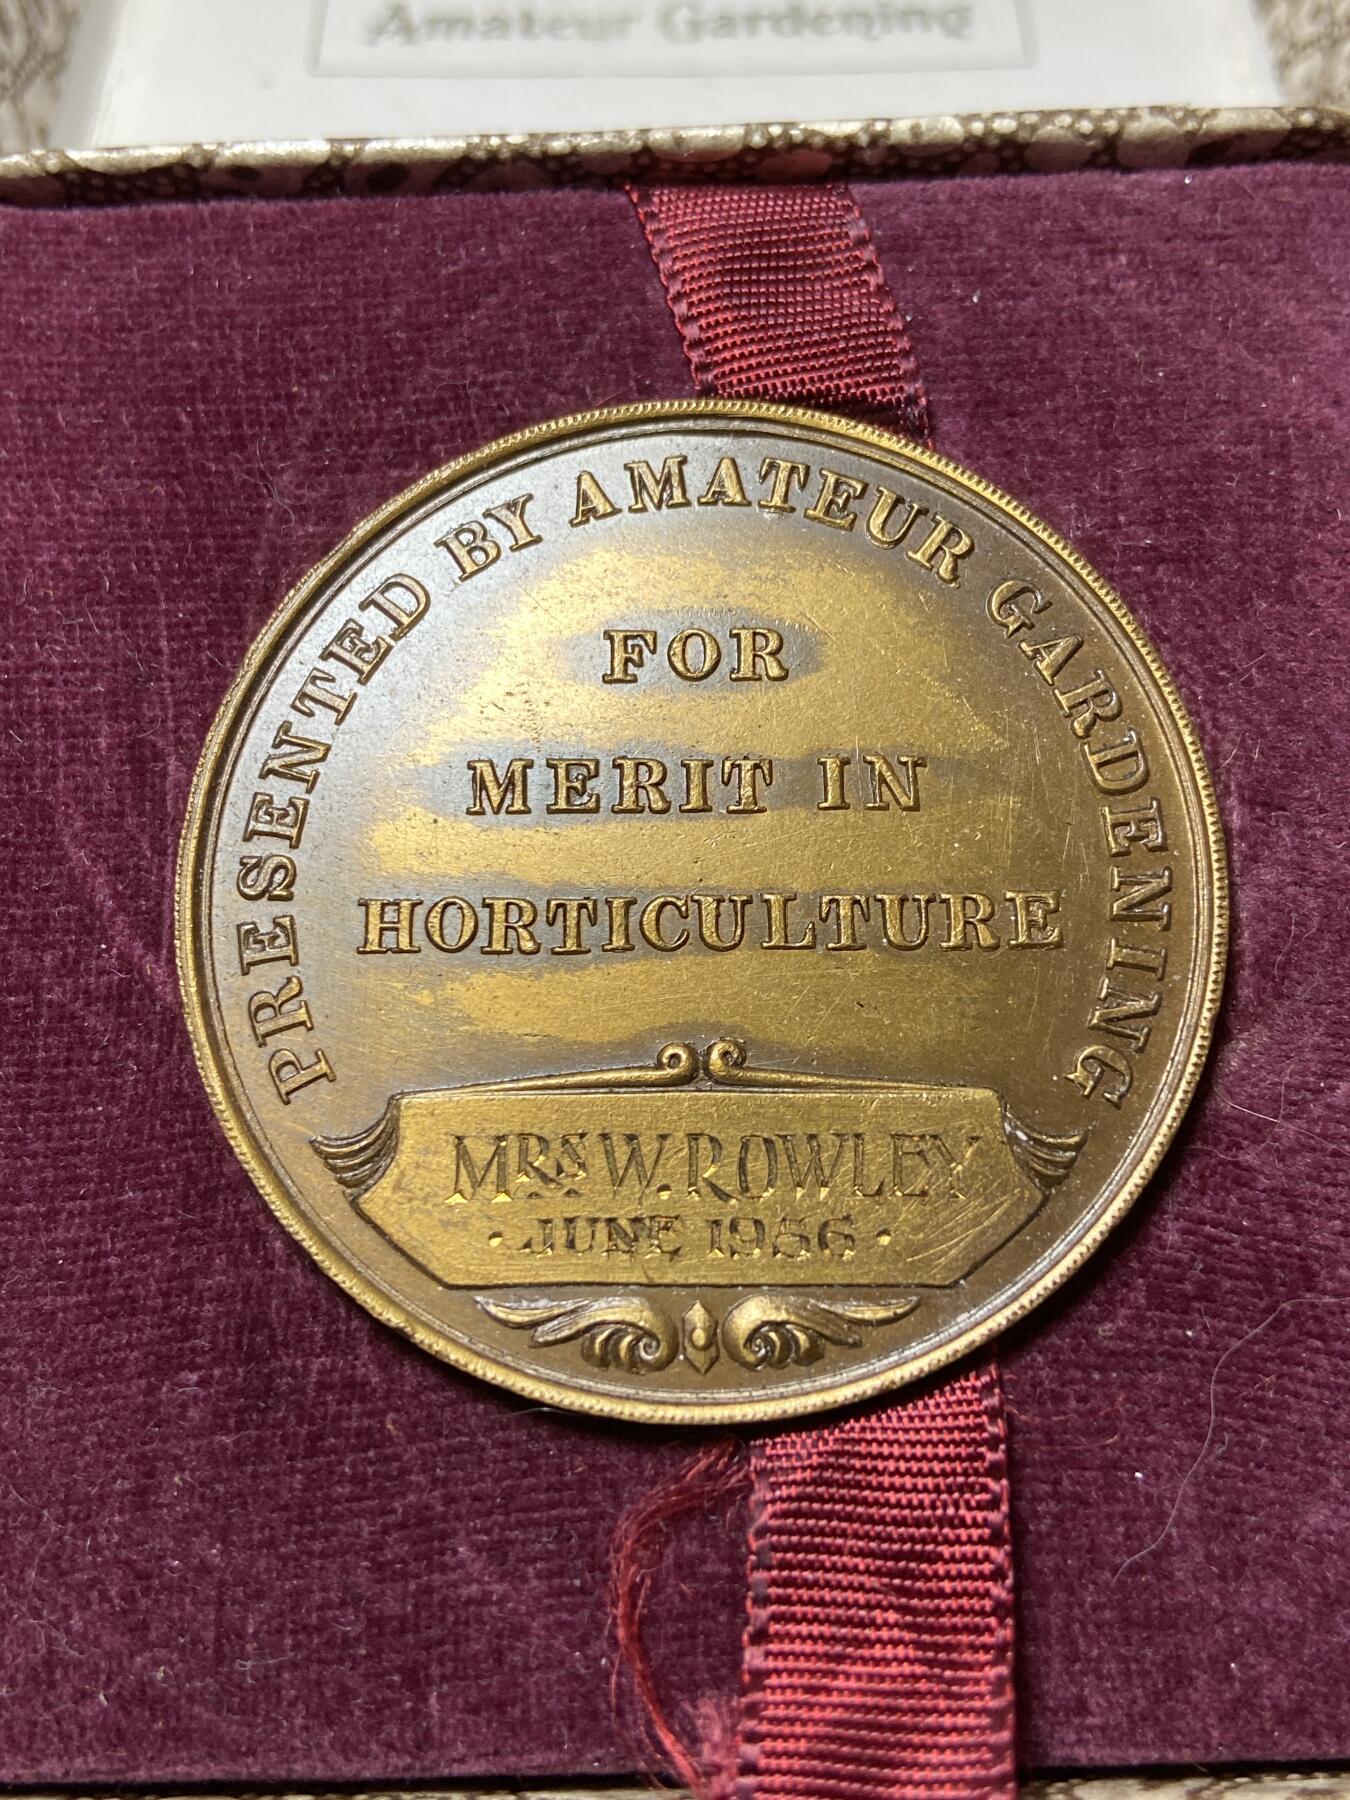 Amateur Gardening
PRESENTED BY AMATEUR GARDENING
FOR
MERIT IN
HORTICULTURE
MRS W. ROWLEY
· JUNE 1956 ·